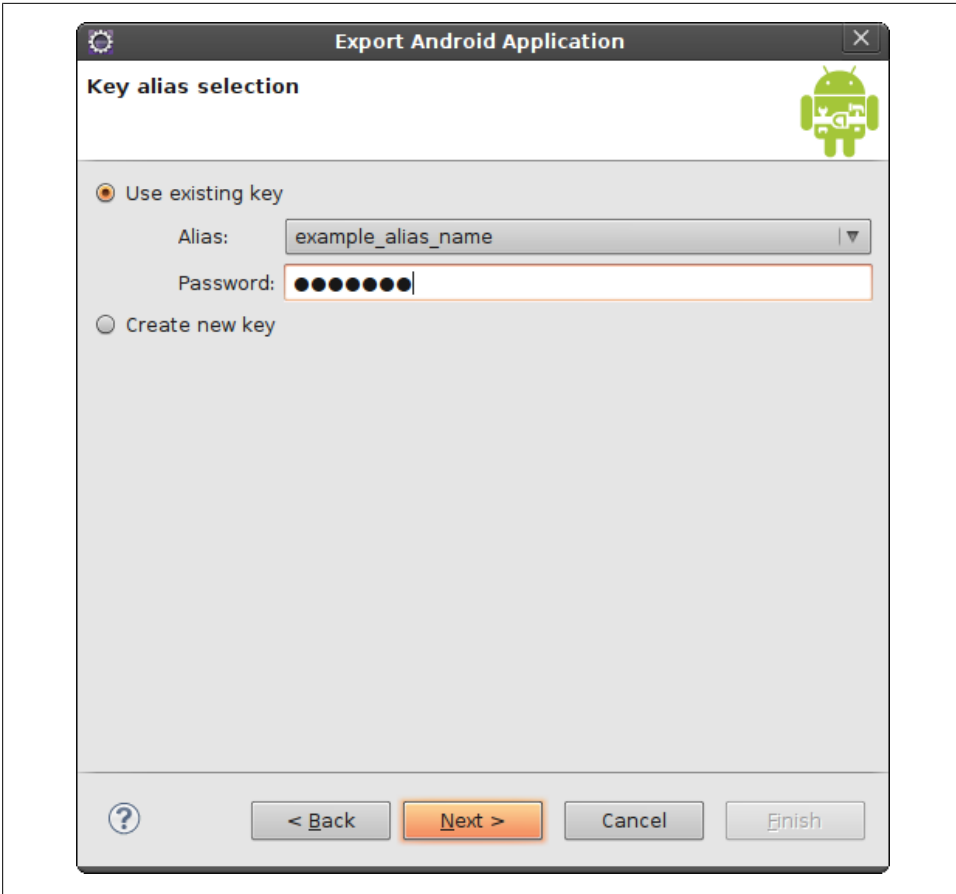 Export Android Application
Key alias selection
Use existing key
Alias: example_alias_name
Password: ●●●●●●●
Create new key
? < Back Next > Cancel Finish